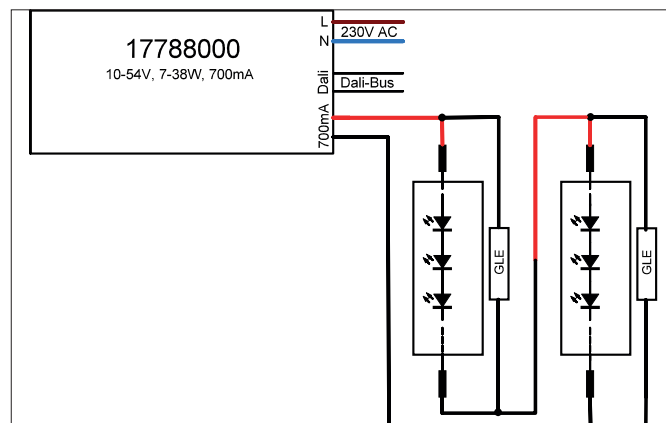 17788000
10-54V, 7-38W, 700mA
L
230V AC
N
Dali
Dali-Bus
700mA
GLE
GLE